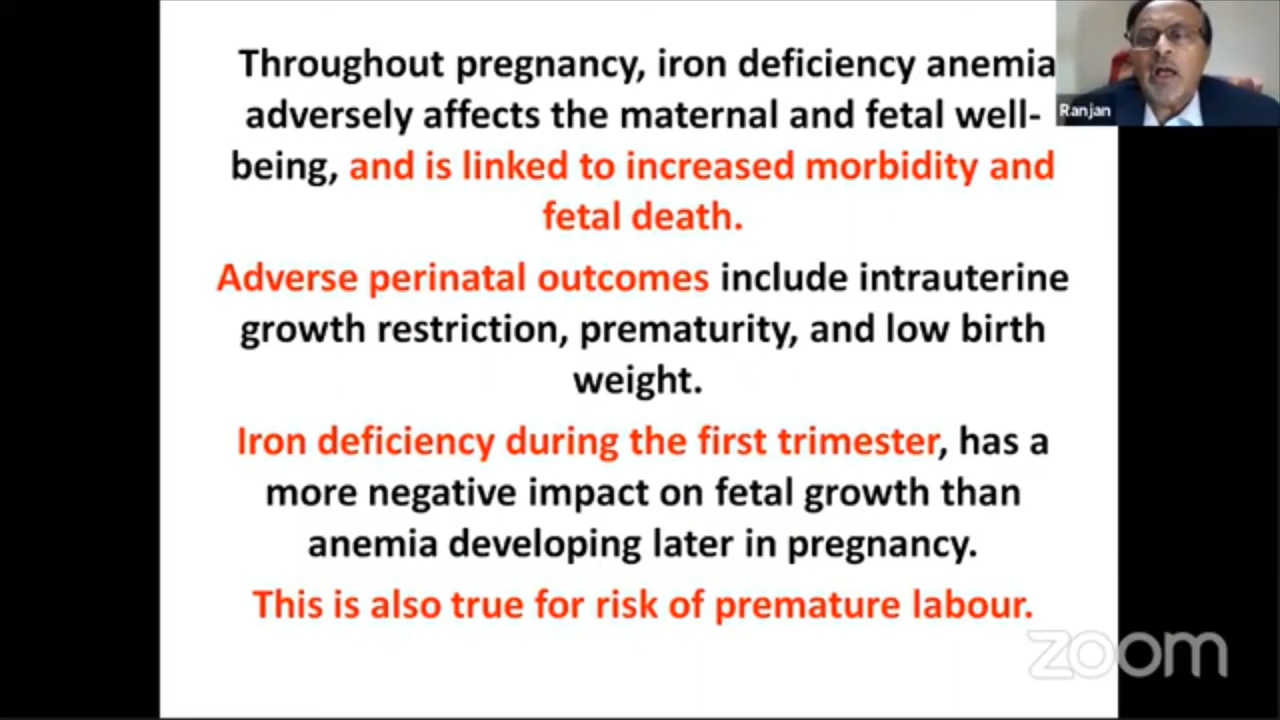 Throughout pregnancy, iron deficiency anemia
adversely affects the maternal and fetal well-
being, and is linked to increased morbidity and
fetal death.
Adverse perinatal outcomes include intrauterine
growth restriction, prematurity, and low birth
weight.
Iron deficiency during the first trimester, has a
more negative impact on fetal growth than
anemia developing later in pregnancy.
This is also true for risk of premature labour.
Ranjan
zoom